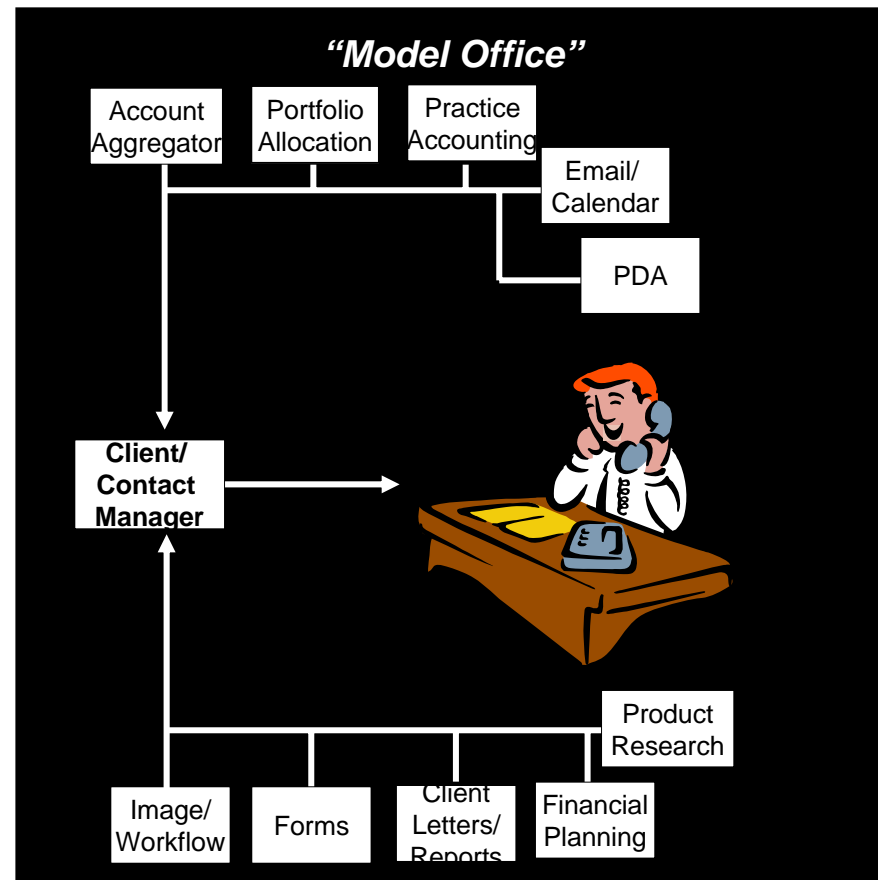 “Model Office”
Account
Aggregator
Portfolio
Allocation
Practice
Accounting
Email/
Calendar
PDA
Client/
Contact
Manager
Product
Research
Image/
Workflow
Forms
Client
Letters/
Reports
Financial
Planning